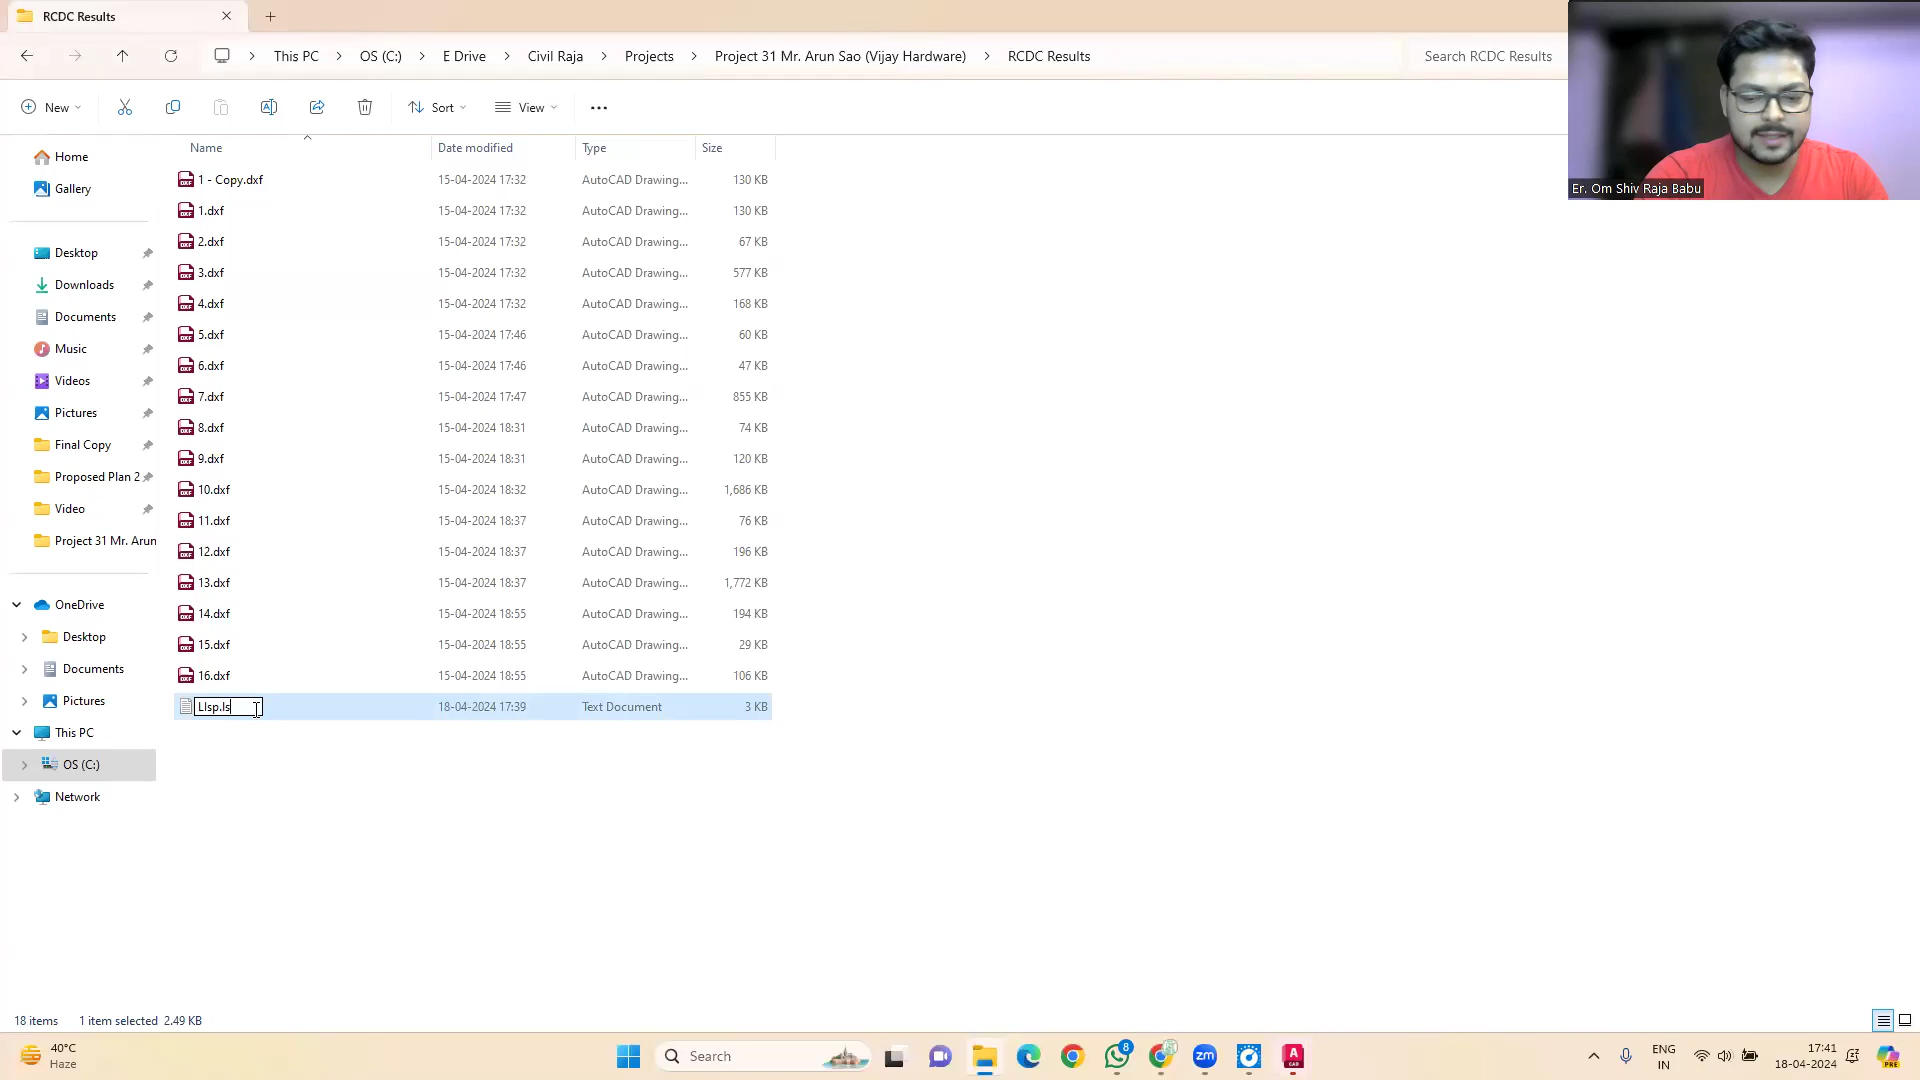 RCDC Results
This PC OS (C:) E Drive Civil Raja Projects Project 31 Mr. Arun Sao (Vijay Hardware) RCDC Results
Search RCDC Results
New Sort View
Er. Om Shiv Raja Babu
Name Date modified Type Size
1 - Copy.dxf 15-04-2024 17:32 AutoCAD Drawing... 130 KB
1.dxf 15-04-2024 17:32 AutoCAD Drawing... 130 KB
2.dxf 15-04-2024 17:32 AutoCAD Drawing... 67 KB
3.dxf 15-04-2024 17:32 AutoCAD Drawing... 577 KB
4.dxf 15-04-2024 17:32 AutoCAD Drawing... 168 KB
5.dxf 15-04-2024 17:46 AutoCAD Drawing... 60 KB
6.dxf 15-04-2024 17:46 AutoCAD Drawing... 47 KB
7.dxf 15-04-2024 17:47 AutoCAD Drawing... 855 KB
8.dxf 15-04-2024 18:31 AutoCAD Drawing... 74 KB
9.dxf 15-04-2024 18:31 AutoCAD Drawing... 120 KB
10.dxf 15-04-2024 18:32 AutoCAD Drawing... 1,686 KB
11.dxf 15-04-2024 18:37 AutoCAD Drawing... 76 KB
12.dxf 15-04-2024 18:37 AutoCAD Drawing... 196 KB
13.dxf 15-04-2024 18:37 AutoCAD Drawing... 1,772 KB
14.dxf 15-04-2024 18:55 AutoCAD Drawing... 194 KB
15.dxf 15-04-2024 18:55 AutoCAD Drawing... 29 KB
16.dxf 15-04-2024 18:55 AutoCAD Drawing... 106 KB
LIsp.ls 18-04-2024 17:39 Text Document 3 KB
Home
Gallery
Desktop
Downloads
Documents
Music
Videos
Pictures
Final Copy
Proposed Plan 2
Video
Project 31 Mr. Arun
OneDrive
Desktop
Documents
Pictures
This PC
OS (C:)
Network
18 items 1 item selected 2.49 KB
40°C
Haze
Search
8
zm
ENG
IN
17:41
18-04-2024